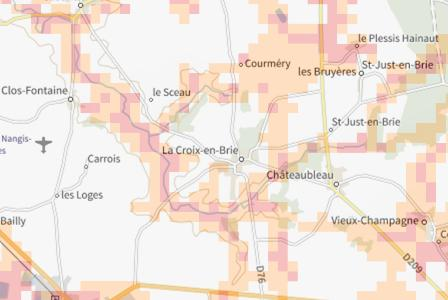 le Plessis Hainaut
Courméry
les Bruyères
St-Just-en-Brie
Clos-Fontaine
le Sceau
St-Just-en-Brie
Nangis-
es
La Croix-en-Brie
Carrois
Châteaubleau
les Loges
Bailly
Vieux-Champagne
D209
D76